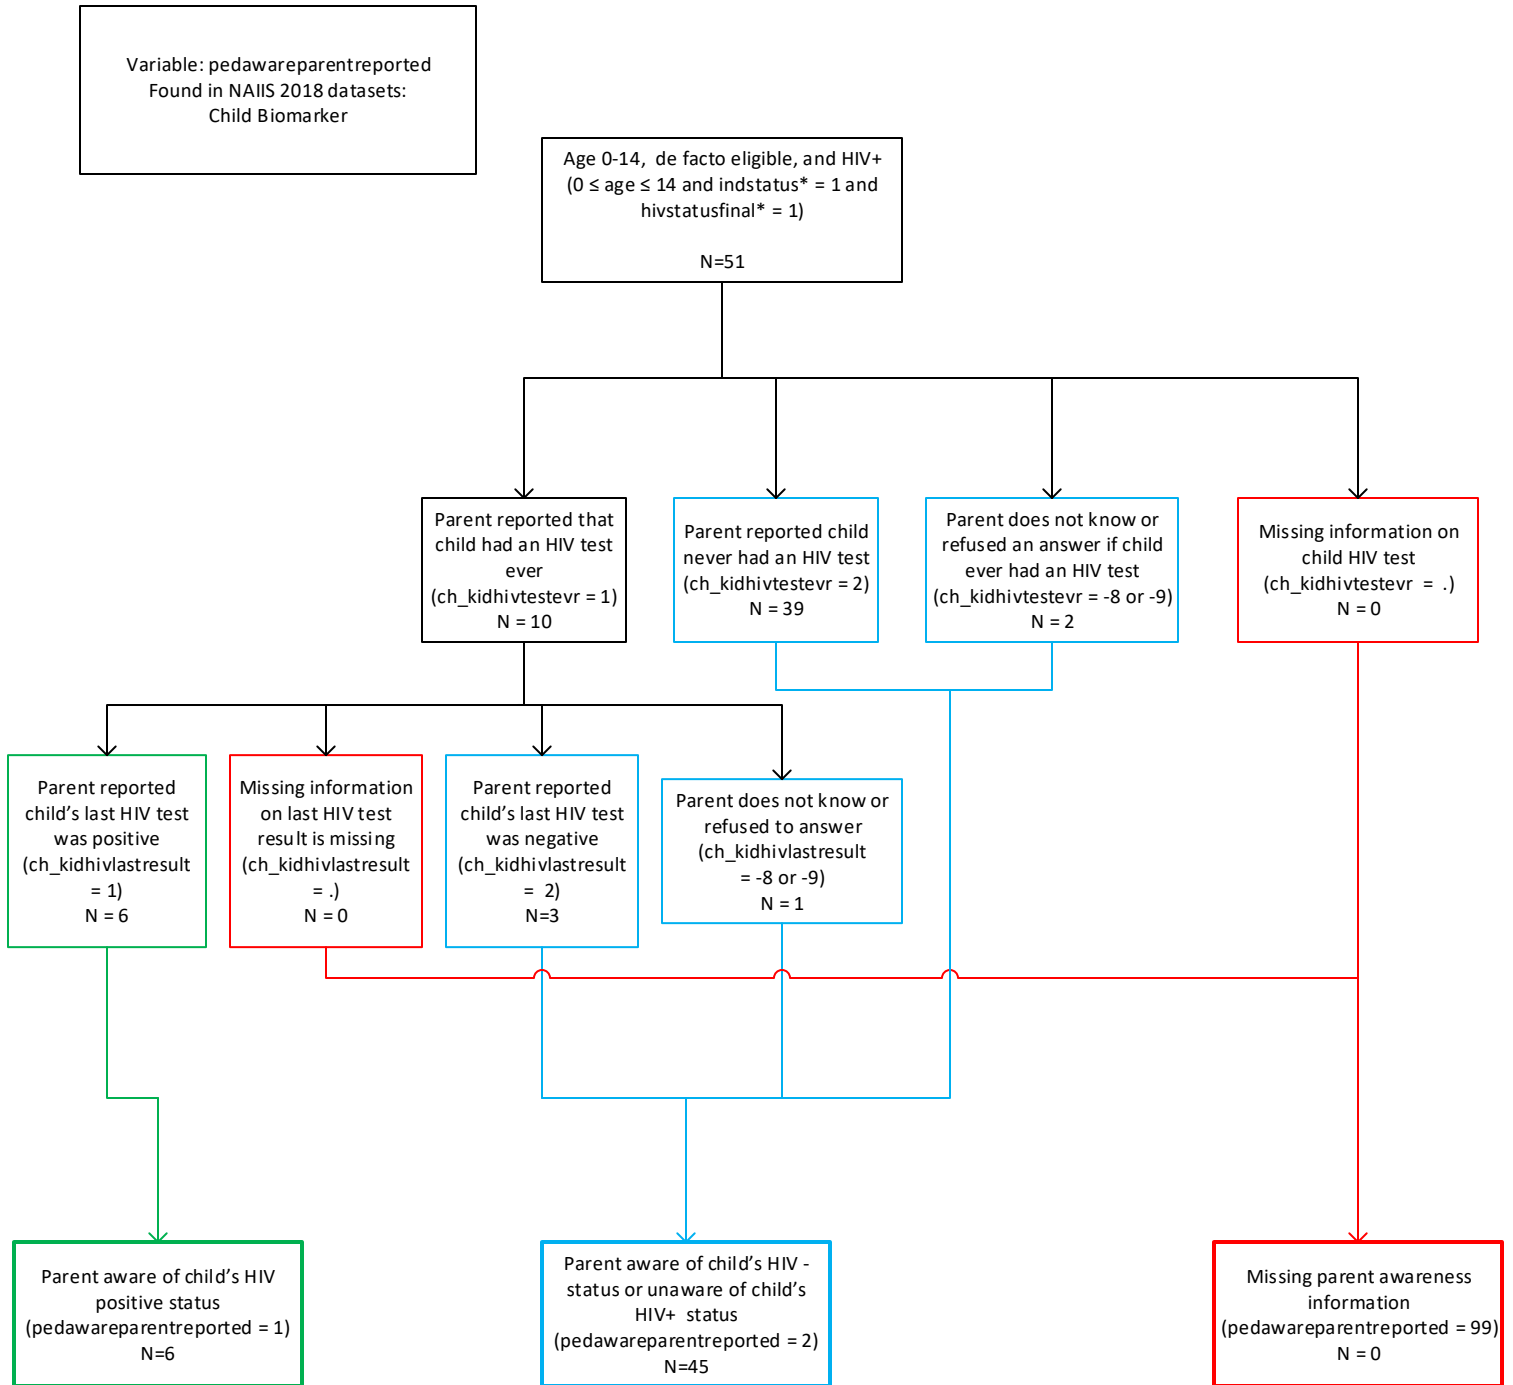 Variable: pedawareparentreported
Found in NAIIS 2018 datasets:
Child Biomarker
Age 0-14,  de facto eligible, and HIV+
(0 ≤ age ≤ 14 and indstatus* = 1 and
hivstatusfinal* = 1)
N=51
Parent reported that
child had an HIV test
ever
(ch_kidhivtestevr = 1)
N = 10
Parent reported child
never had an HIV test
(ch_kidhivtestevr = 2)
N = 39
Parent does not know or
refused an answer if child
ever had an HIV test
(ch_kidhivtestevr = -8 or -9)
N = 2
Missing information on
child HIV test
(ch_kidhivtestevr  =  .)
N = 0
Parent reported
child’s last HIV test
was positive
(ch_kidhivlastresult
= 1)
N = 6
Missing information
on last HIV test
result is missing
(ch_kidhivlastresult
= .)
N = 0
Parent reported
child’s last HIV test
was negative
(ch_kidhivlastresult
=  2)
N=3
Parent does not know or
refused to answer
(ch_kidhivlastresult
= -8 or -9)
N = 1
Parent aware of child’s HIV
positive status
(pedawareparentreported = 1)
N=6
Parent aware of child’s HIV -
status or unaware of child’s
HIV+  status
(pedawareparentreported = 2)
N=45
Missing parent awareness
information
(pedawareparentreported = 99)
N = 0